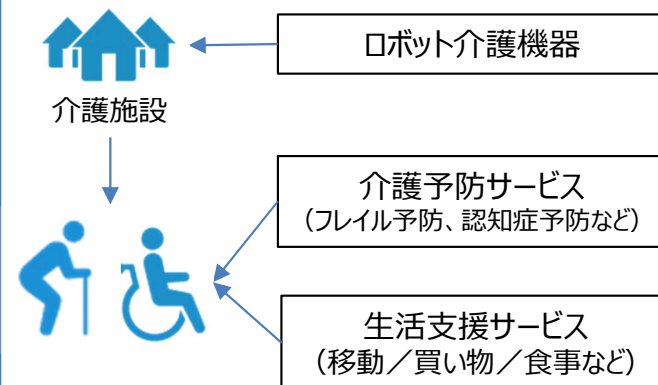 ロボット介護機器
介護施設
介護予防サービス
（フレイル予防、認知症予防など）
生活支援サービス
（移動／買い物／食事など）